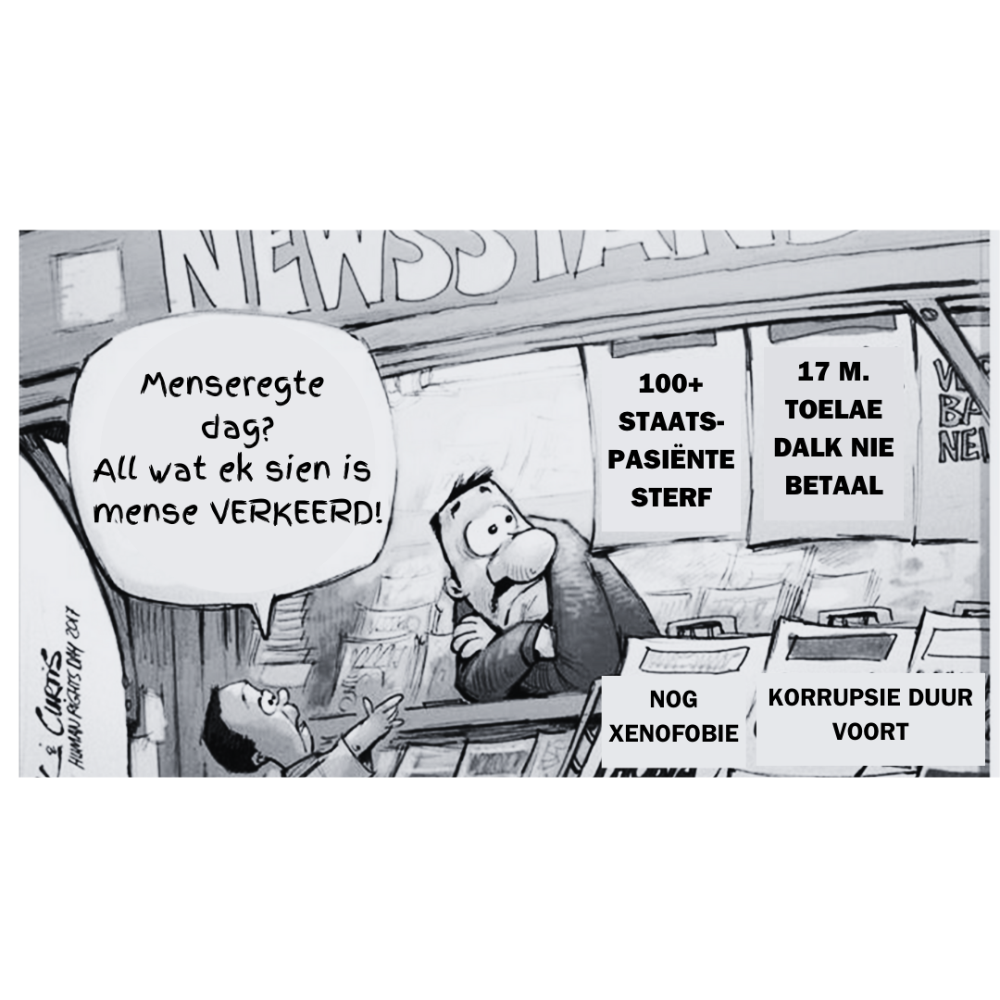 NEWSSTAND
Menseregte
dag?
All wat ek sien is
mense VERKEERD!
100+
STAATS-
PASIËNTE
STERF
17 M.
TOELAE
DALK NIE
BETAAL
NOG
XENOFOBIE
KORRUPSIE DUUR
VOORT
& CURTIS
HUMAN RIGHTS DAY 2017